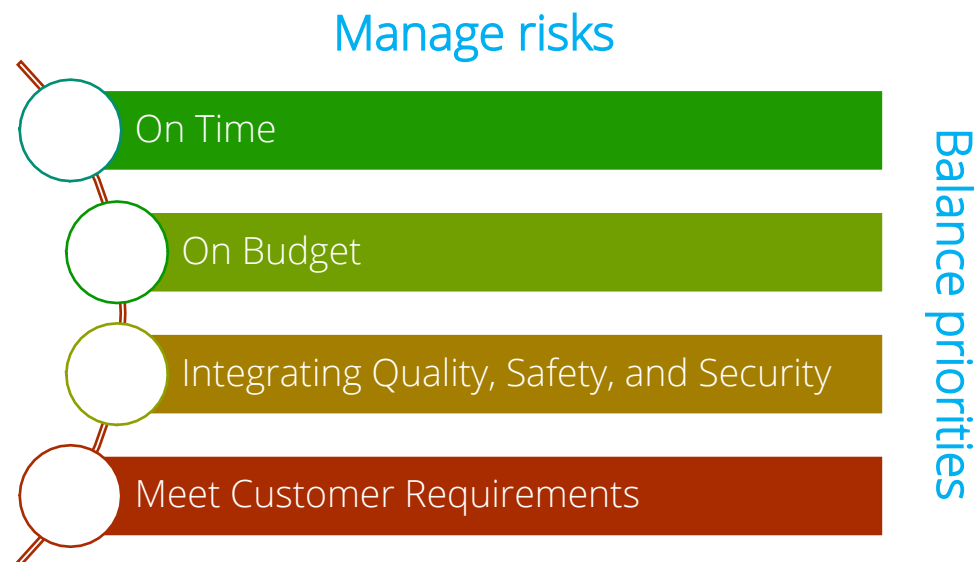 Manage risks
On Time
On Budget
Integrating Quality, Safety, and Security
Meet Customer Requirements
Balance priorities